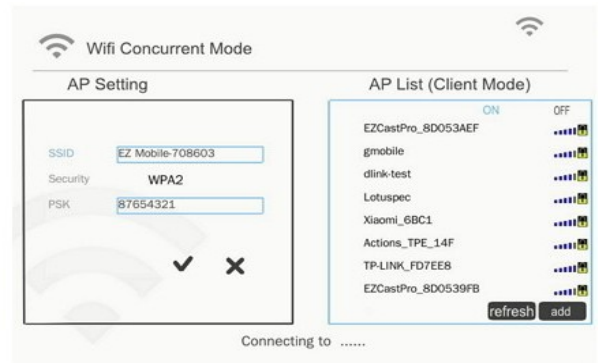 Wifi Concurrent Mode
AP Setting
SSID EZ Mobile-708603
Security WPA2
PSK 87654321
AP List (Client Mode)
ON OFF
EZCastPro_8D053AEF
gmobile
dlink-test
Lotuspec
Xiaomi_6BC1
Actions_TPE_14F
TP-LINK_FD7EE8
EZCastPro_8D0539FB
refresh add
Connecting to ......